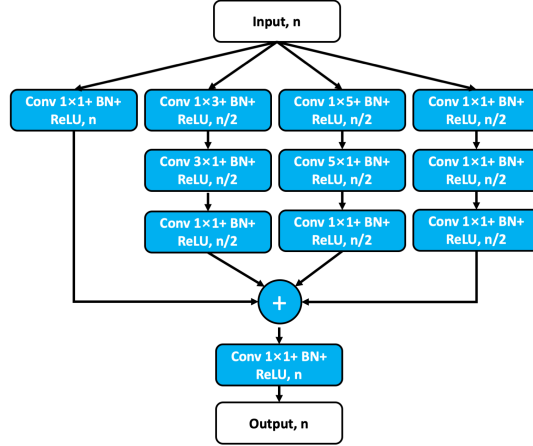 Input, n
Conv 1×1+ BN+
ReLU, n
Conv 1×3+ BN+
ReLU, n/2
Conv 1×5+ BN+
ReLU, n/2
Conv 1×1+ BN+
ReLU, n/2
Conv 3×1+ BN+
ReLU, n/2
Conv 5×1+ BN+
ReLU, n/2
Conv 1×1+ BN+
ReLU, n/2
Conv 1×1+ BN+
ReLU, n/2
Conv 1×1+ BN+
ReLU, n/2
Conv 1×1+ BN+
ReLU, n/2
+
Conv 1×1+ BN+
ReLU, n
Output, n